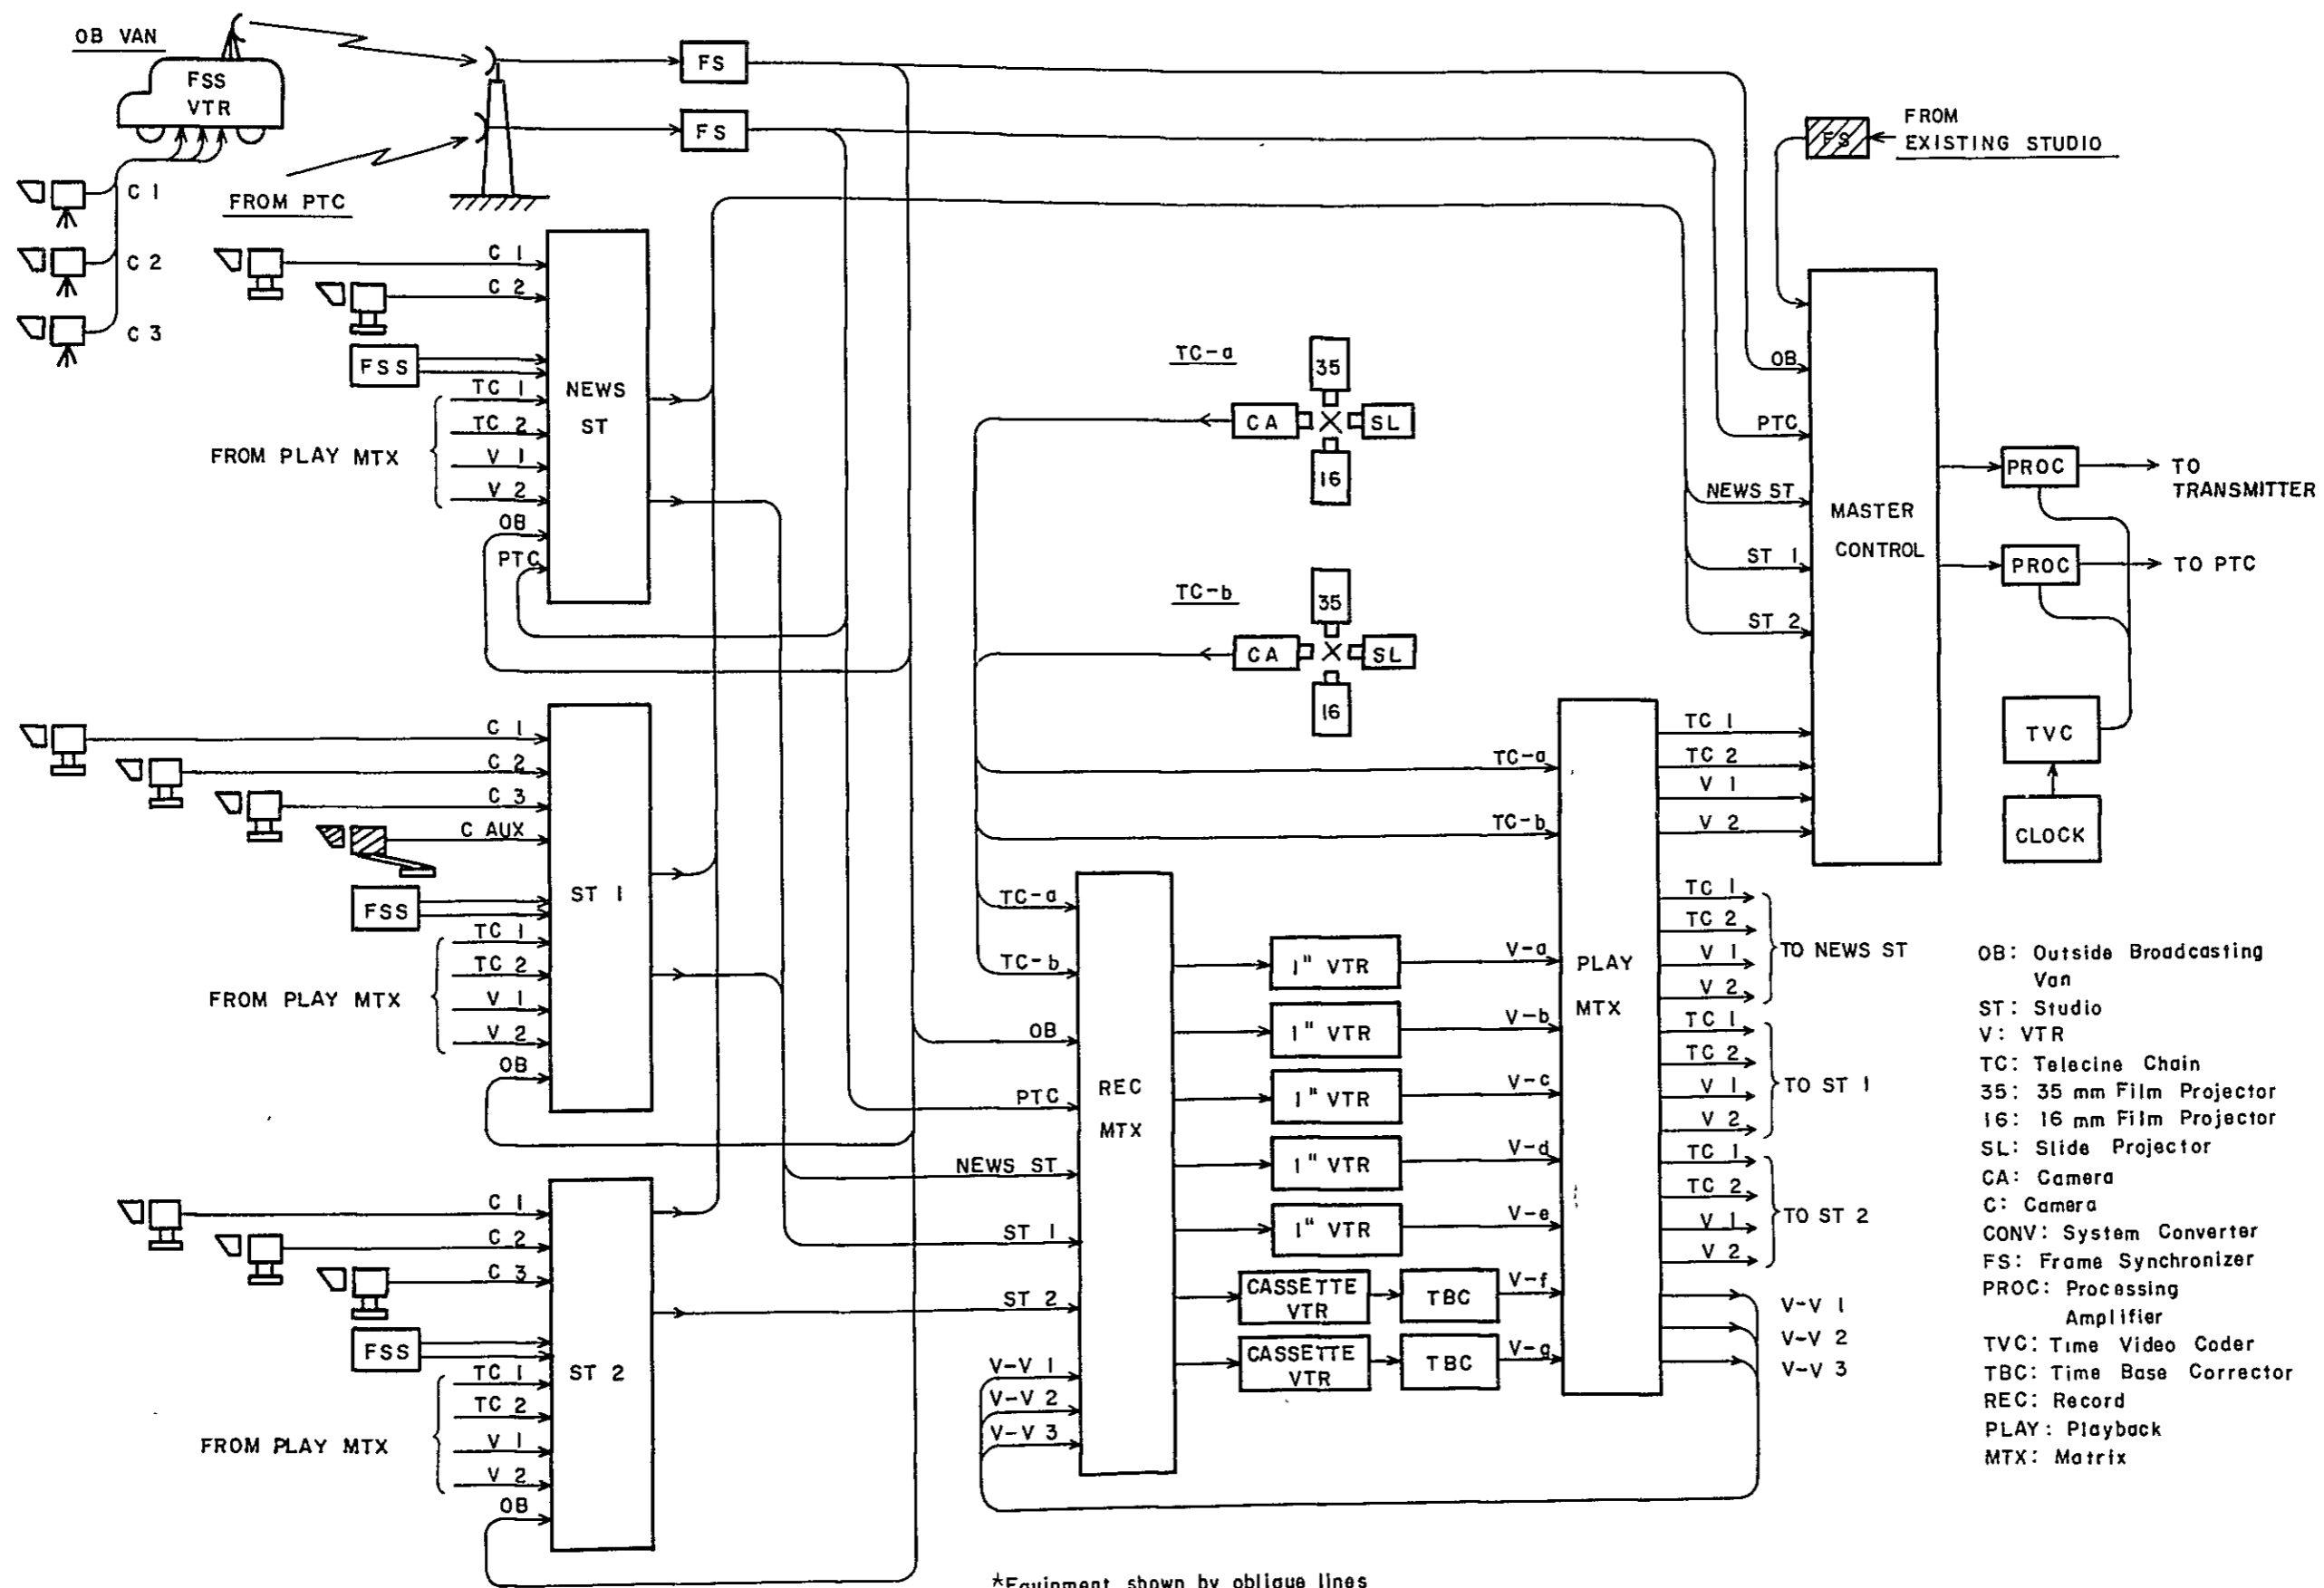 OB VAN
FSS
VTR
C 1
C 2
C 3
FROM PTC
FS
FS
FS
FROM
EXISTING STUDIO
C 1
C 2
FSS
TC 1
TC 2
V 1
V 2
OB
PTC
FROM PLAY MTX
NEWS
ST
C 1
C 2
C 3
C AUX
FSS
TC 1
TC 2
V 1
V 2
OB
FROM PLAY MTX
ST 1
C 1
C 2
C 3
FSS
TC 1
TC 2
V 1
V 2
OB
FROM PLAY MTX
ST 2
TC-a
35
CA
SL
16
TC-b
35
CA
SL
16
TC-a
TC-b
TC-a
TC-b
OB
PTC
NEWS ST
ST 1
ST 2
V-V 1
V-V 2
V-V 3
REC
MTX
1" VTR
1" VTR
1" VTR
1" VTR
1" VTR
CASSETTE
VTR
TBC
CASSETTE
VTR
TBC
V-a
V-b
V-c
V-d
V-e
V-f
V-g
PLAY
MTX
TC 1
TC 2
V 1
V 2
TC 1
TC 2
V 1
V 2
TO NEWS ST
TC 1
TC 2
V 1
V 2
TO ST 1
TC 1
TC 2
V 1
V 2
TO ST 2
V-V 1
V-V 2
V-V 3
OB
PTC
NEWS ST
ST 1
ST 2
MASTER
CONTROL
PROC
TO
TRANSMITTER
PROC
TO PTC
TVC
CLOCK
OB: Outside Broadcasting
Van
ST: Studio
V: VTR
TC: Telecine Chain
35: 35 mm Film Projector
16: 16 mm Film Projector
SL: Slide Projector
CA: Camera
C: Camera
CONV: System Converter
FS: Frame Synchronizer
PROC: Processing
Amplifier
TVC: Time Video Coder
TBC: Time Base Corrector
REC: Record
PLAY: Playback
MTX: Matrix
*Equipment shown by oblique lines